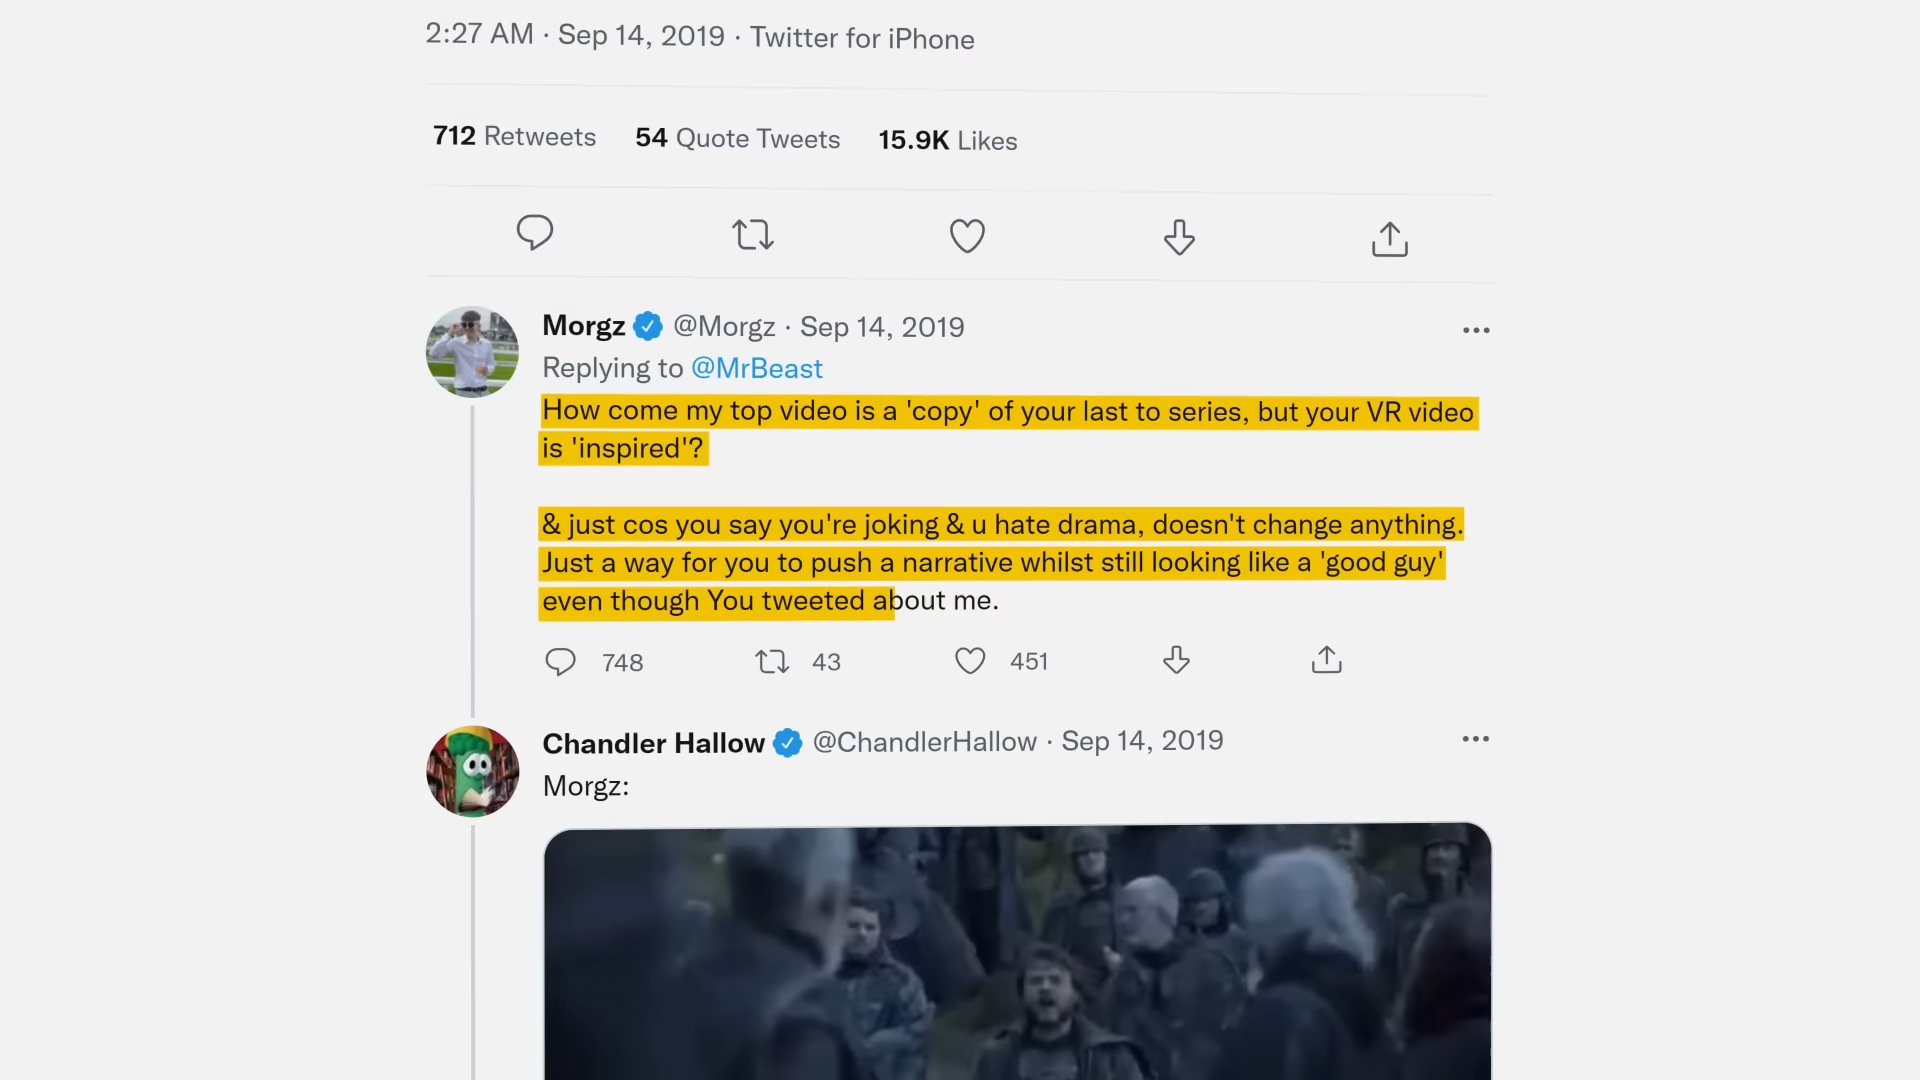 2:27 AM · Sep 14, 2019 · Twitter for iPhone
712 Retweets 54 Quote Tweets 15.9K Likes
Morgz @Morgz · Sep 14, 2019
Replying to @MrBeast
How come my top video is a 'copy' of your last to series, but your VR video
is 'inspired'?
& just cos you say you're joking & u hate drama, doesn't change anything.
Just a way for you to push a narrative whilst still looking like a 'good guy'
even though You tweeted about me.
748 43 451
Chandler Hallow @ChandlerHallow · Sep 14, 2019
Morgz: